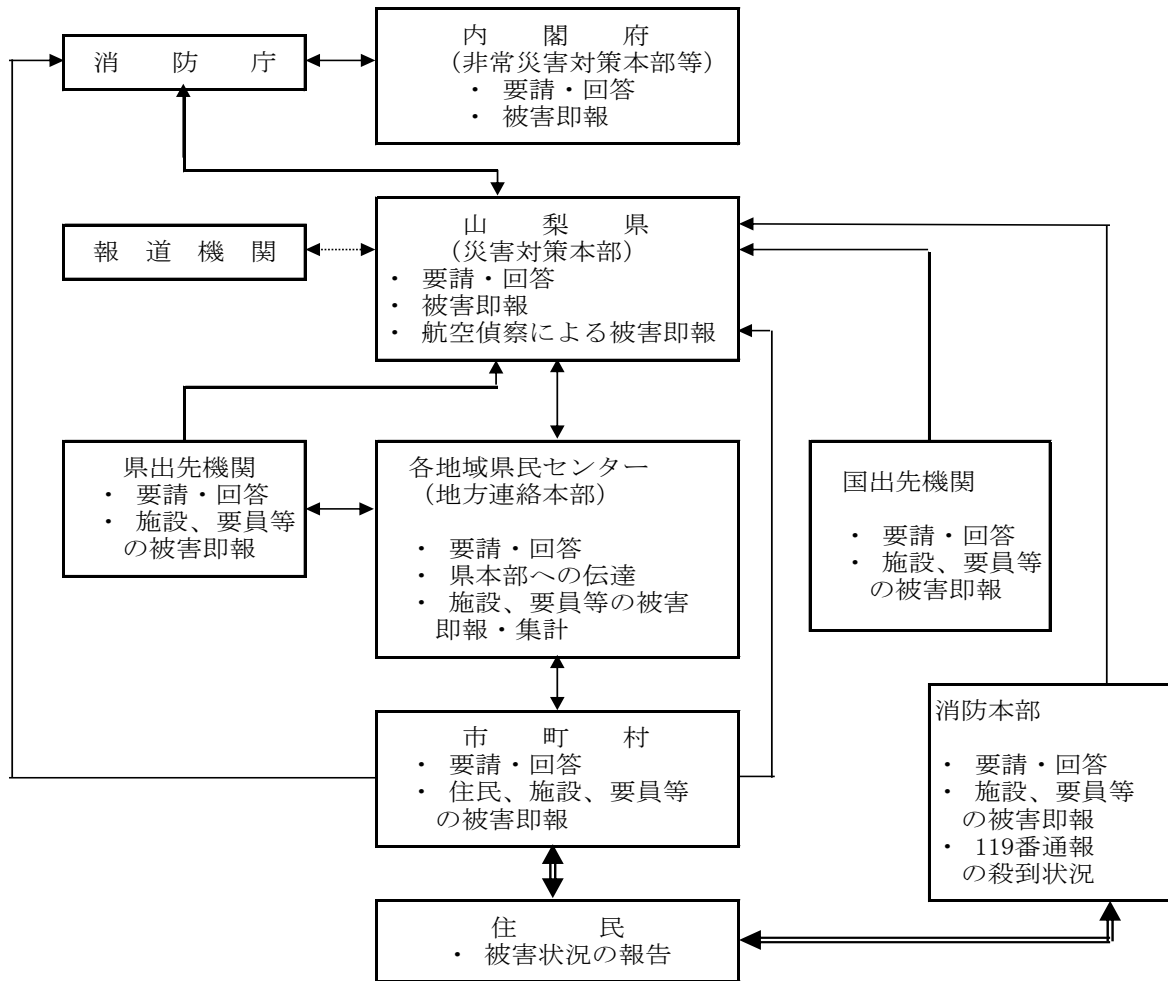 消　防　庁
内　閣　府
(非常災害対策本部等)
・ 要請・回答
・ 被害即報
報 道 機 関
山　梨　県
(災害対策本部)
・ 要請・回答
・ 被害即報
・ 航空偵察による被害即報
県出先機関
・ 要請・回答
・ 施設、要員等
の被害即報
各地域県民センター
(地方連絡本部)
・ 要請・回答
・ 県本部への伝達
・ 施設、要員等の被害
即報・集計
国出先機関
・ 要請・回答
・ 施設、要員等
の被害即報
市　町　村
・ 要請・回答
・ 住民、施設、要員等
の被害即報
消防本部
・ 要請・回答
・ 施設、要員等
の被害即報
・ 119番通報
の殺到状況
住　　民
・ 被害状況の報告